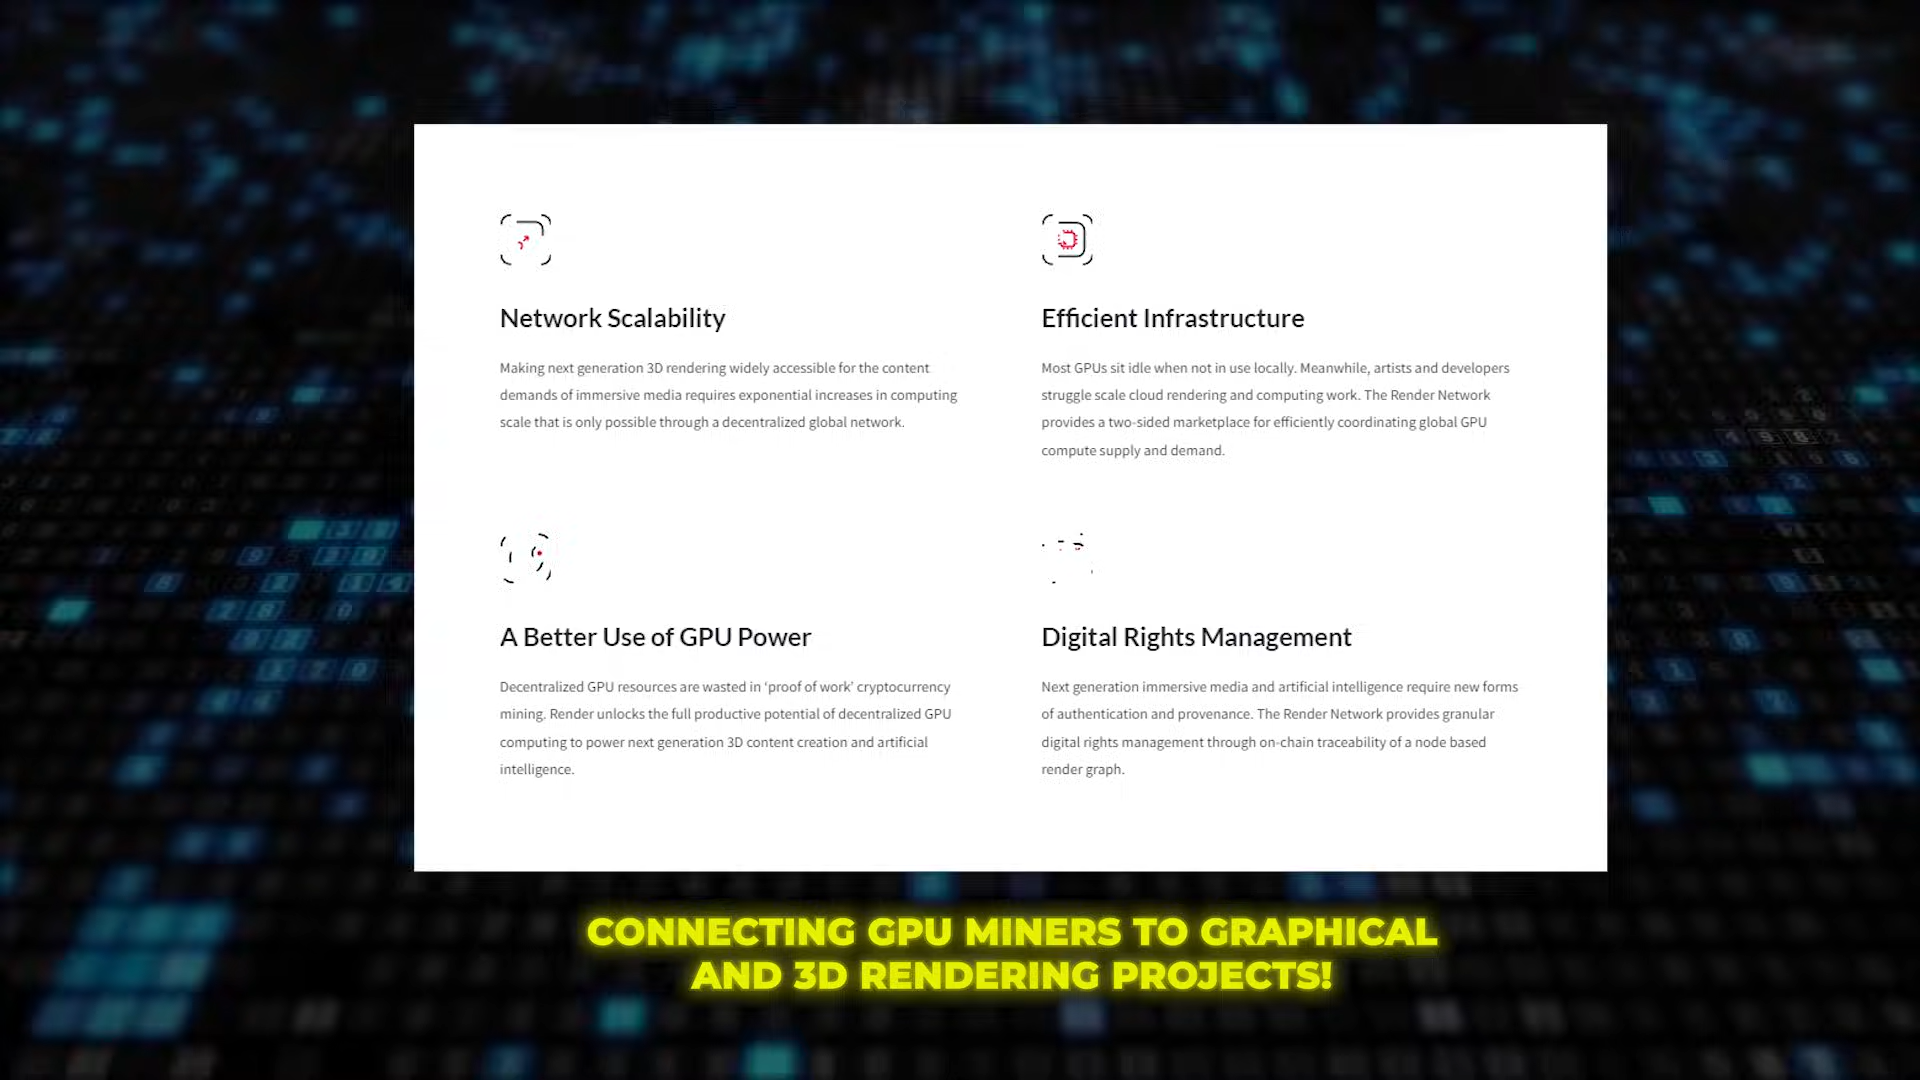 Network Scalability
Making next generation 3D rendering widely accessible for the content
demands of immersive media requires exponential increases in computing
scale that is only possible through a decentralized global network.
Efficient Infrastructure
Most GPUs sit idle when not in use locally. Meanwhile, artists and developers
struggle scale cloud rendering and computing work. The Render Network
provides a two-sided marketplace for efficiently coordinating global GPU
compute supply and demand.
A Better Use of GPU Power
Decentralized GPU resources are wasted in ‘proof of work’ cryptocurrency
mining. Render unlocks the full productive potential of decentralized GPU
computing to power next generation 3D content creation and artificial
intelligence.
Digital Rights Management
Next generation immersive media and artificial intelligence require new forms
of authentication and provenance. The Render Network provides granular
digital rights management through on-chain traceability of a node based
render graph.
CONNECTING GPU MINERS TO GRAPHICAL
AND 3D RENDERING PROJECTS!